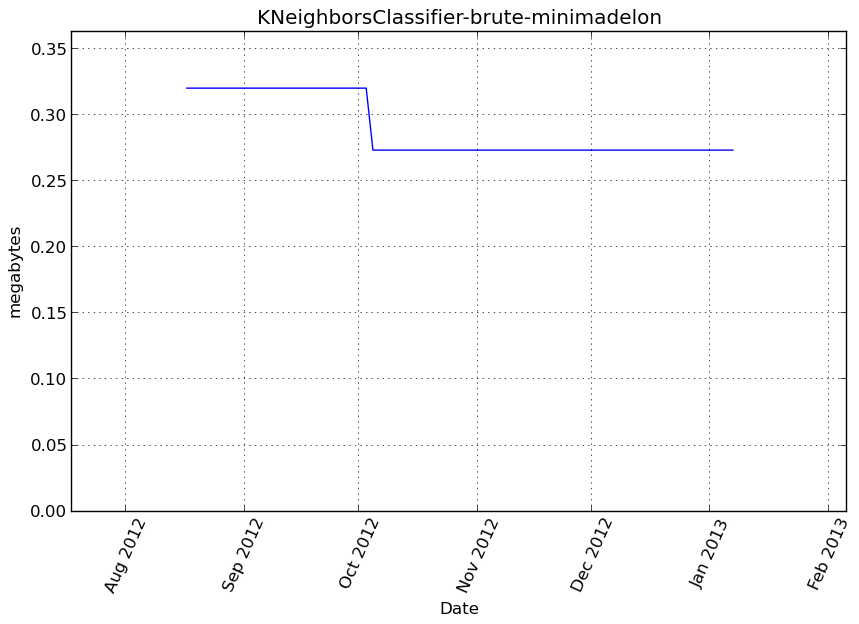 KNeighborsClassifier-brute-minimadelon
0.35
0.30
0.25
0.20
0.15
0.10
0.05
0.00
megabytes
Aug 2012
Sep 2012
Oct 2012
Nov 2012
Dec 2012
Jan 2013
Feb 2013
Date